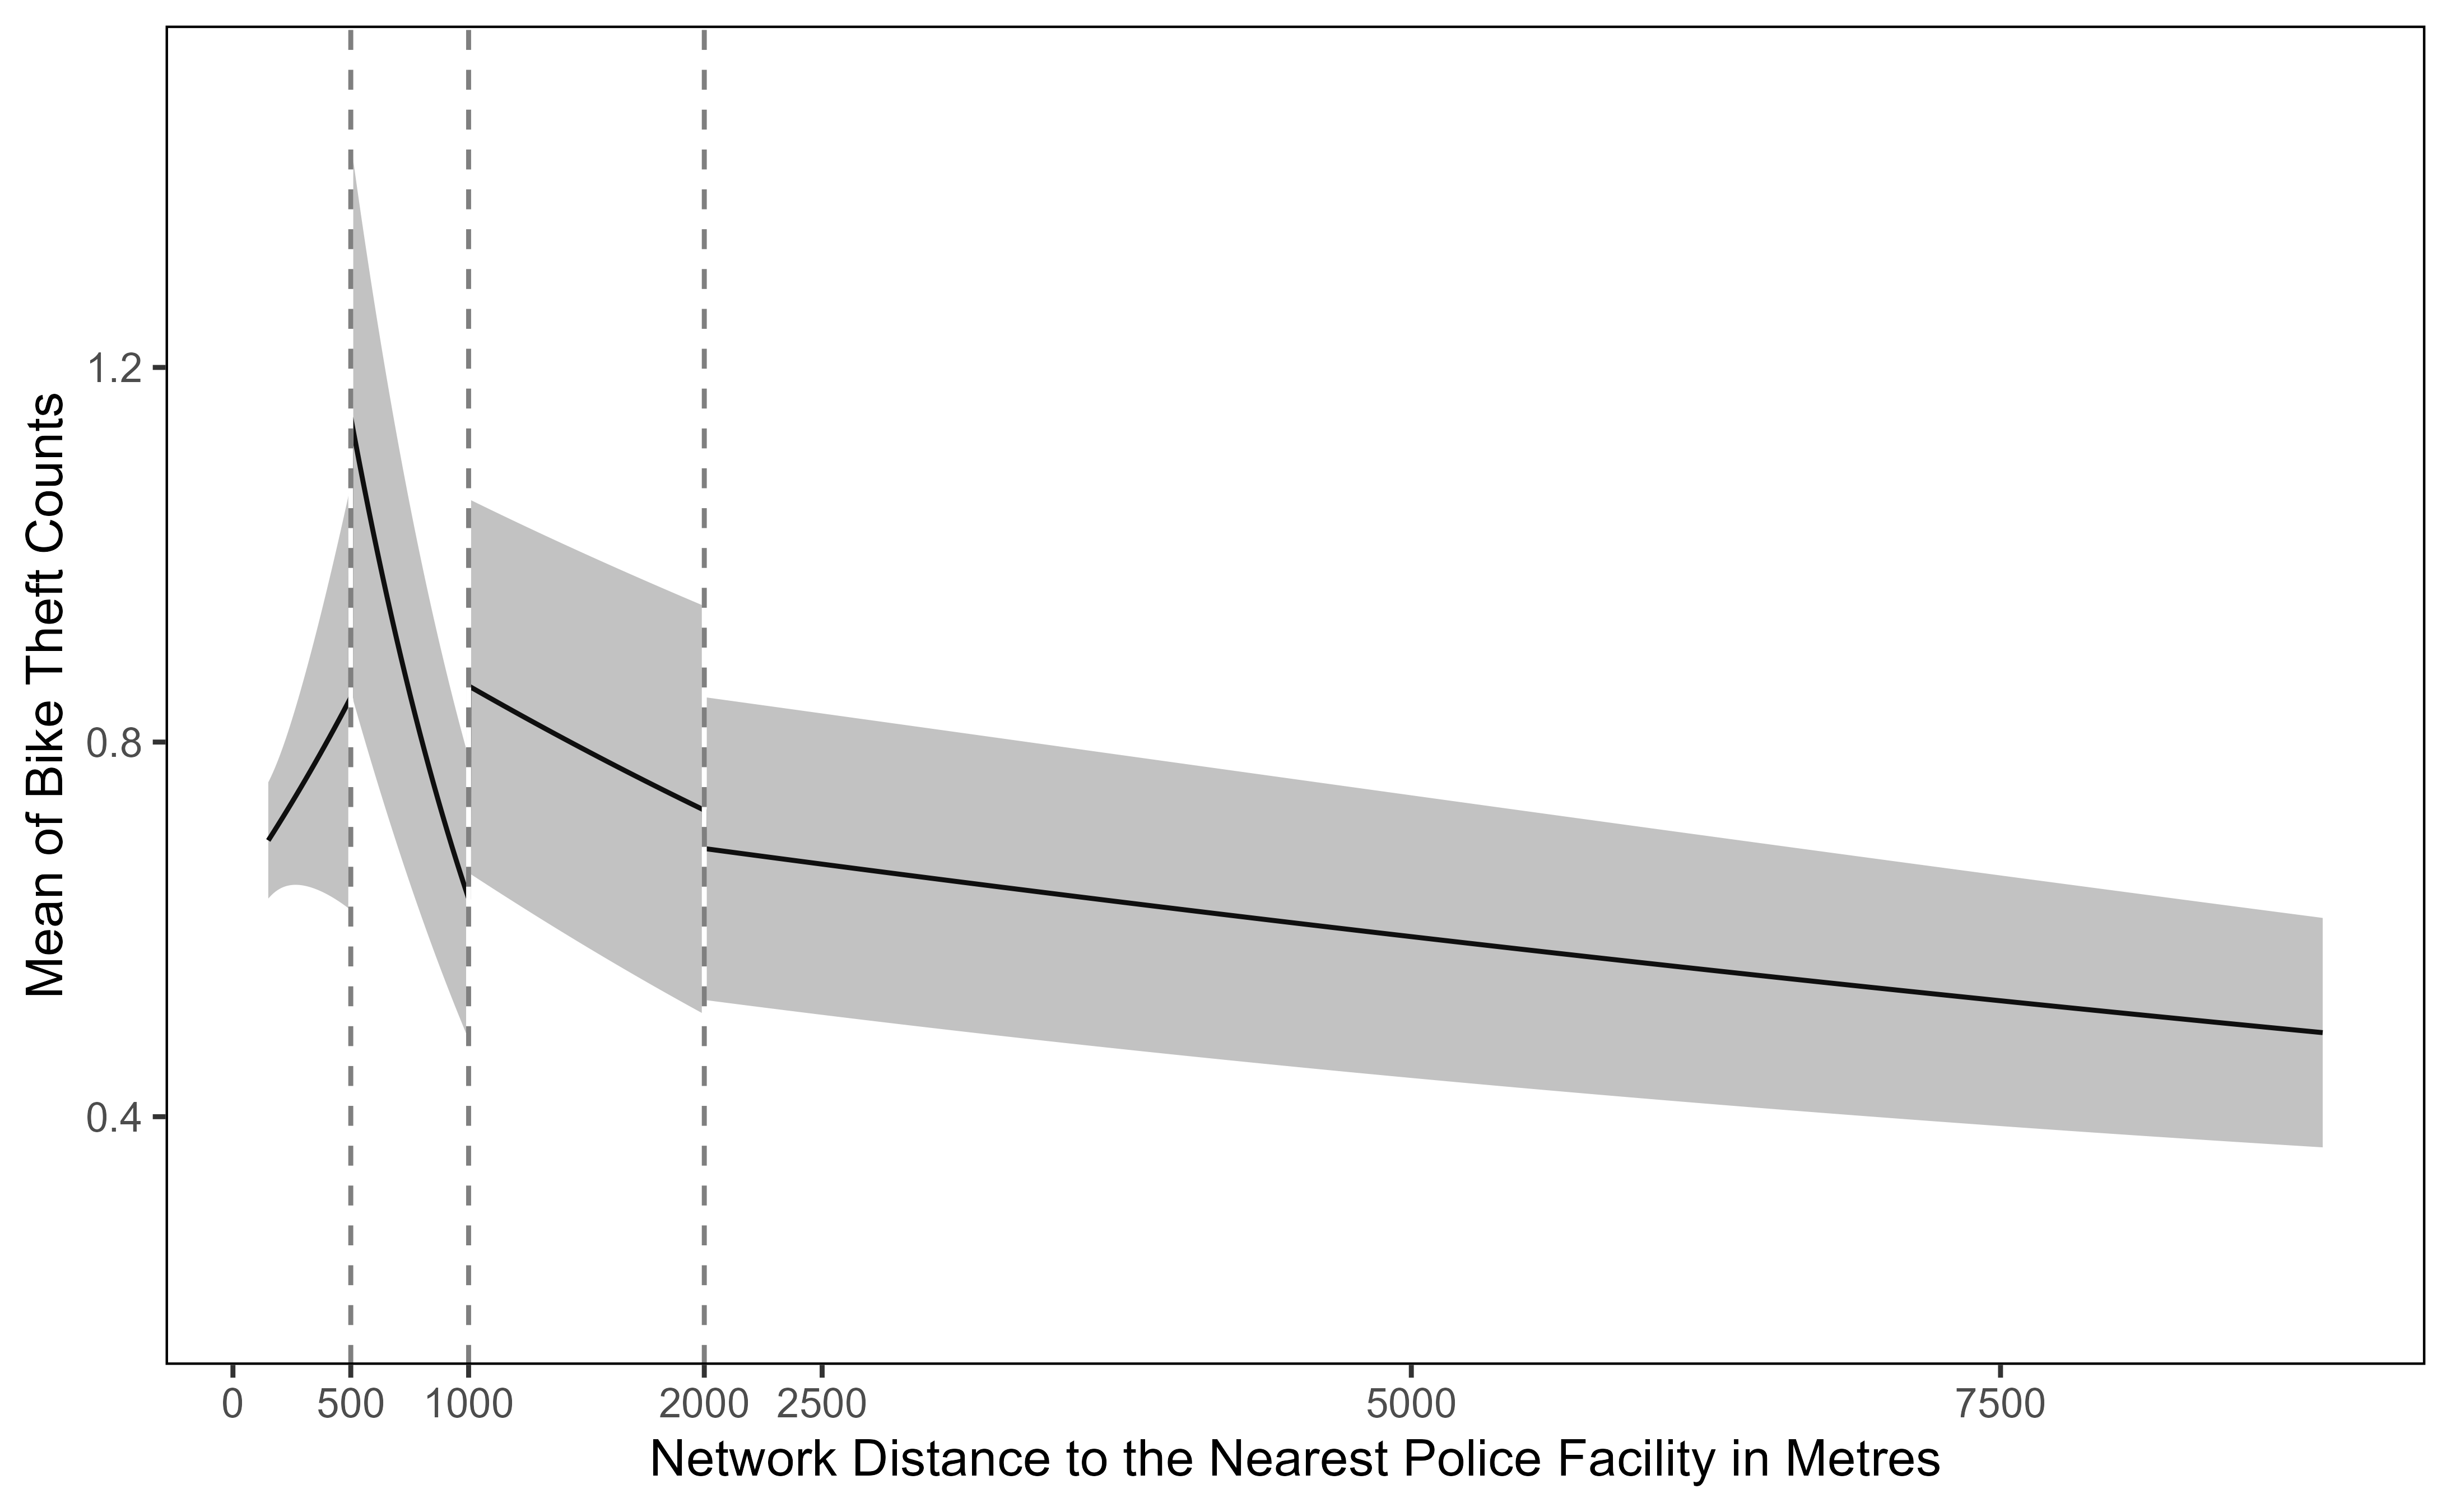 Mean of Bike Theft Counts
1.2
0.8
0.4
0 500 1000 2000 2500 5000 7500
Network Distance to the Nearest Police Facility in Metres